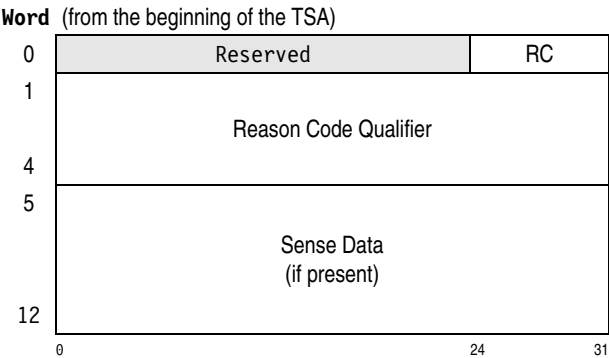 Word (from the beginning of the TSA)
0 Reserved RC
1
Reason Code Qualifier
4
5
Sense Data
(if present)
12
0 24 31